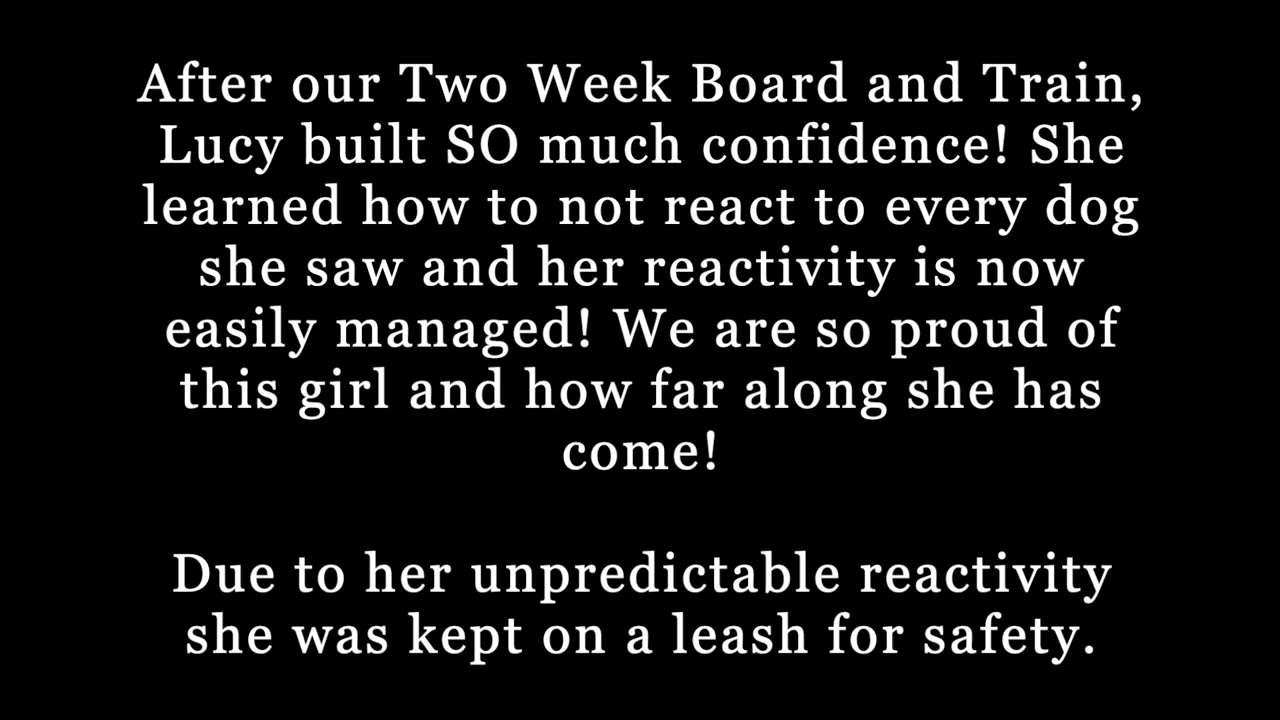 After our Two Week Board and Train,
Lucy built SO much confidence! She
learned how to not react to every dog
she saw and her reactivity is now
easily managed! We are so proud of
this girl and how far along she has
come!
Due to her unpredictable reactivity
she was kept on a leash for safety.